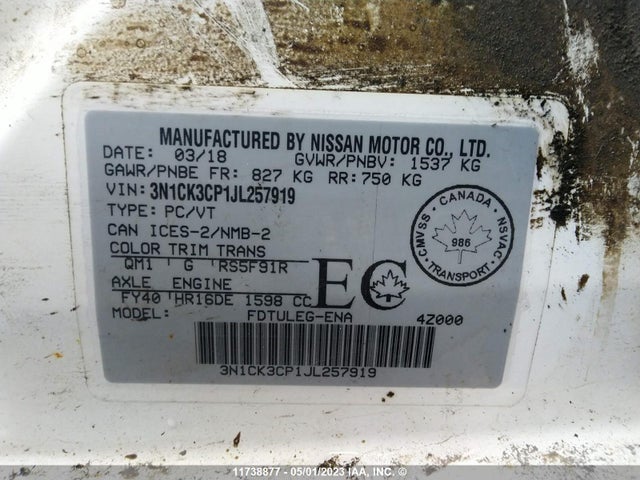 MANUFACTURED BY NISSAN MOTOR CO., LTD.
DATE: 03/18 GVWR/PNBV: 1537 KG
GAWR/PNBE FR: 827 KG RR: 750 KG
VIN: 3N1CK3CP1JL257919
TYPE: PC/VT
CAN ICES-2/NMB-2
COLOR TRIM TRANS
QM1 ' G 'RS5F91R
AXLE ENGINE
FY40 'HR16DE 1598 CC
EC
MODEL: FDTULEG-ENA 4Z000
3N1CK3CP1JL257919
CANADA
CMVSS
NSVAC
986
11738877 - 05/01/2023 IAA, INC. ©